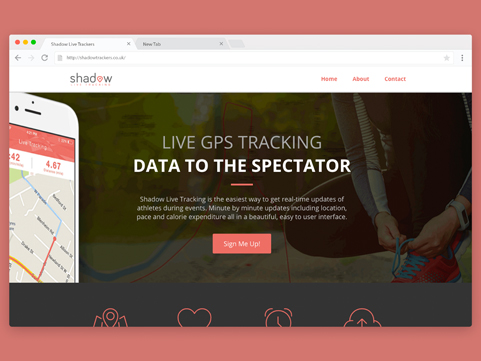 Shadow Live Trackers
New Tab
http://shadowtrackers.co.uk/
shadow
LIVE TRACKING
Home About Contact
LIVE GPS TRACKING
DATA TO THE SPECTATOR
Shadow Live Tracking is the easiest way to get real-time updates of
athletes during events. Minute by minute updates including location,
pace and calorie expenditure all in a beautiful, easy to user interface.
Sign Me Up!
LiveTracking
:42
4.67